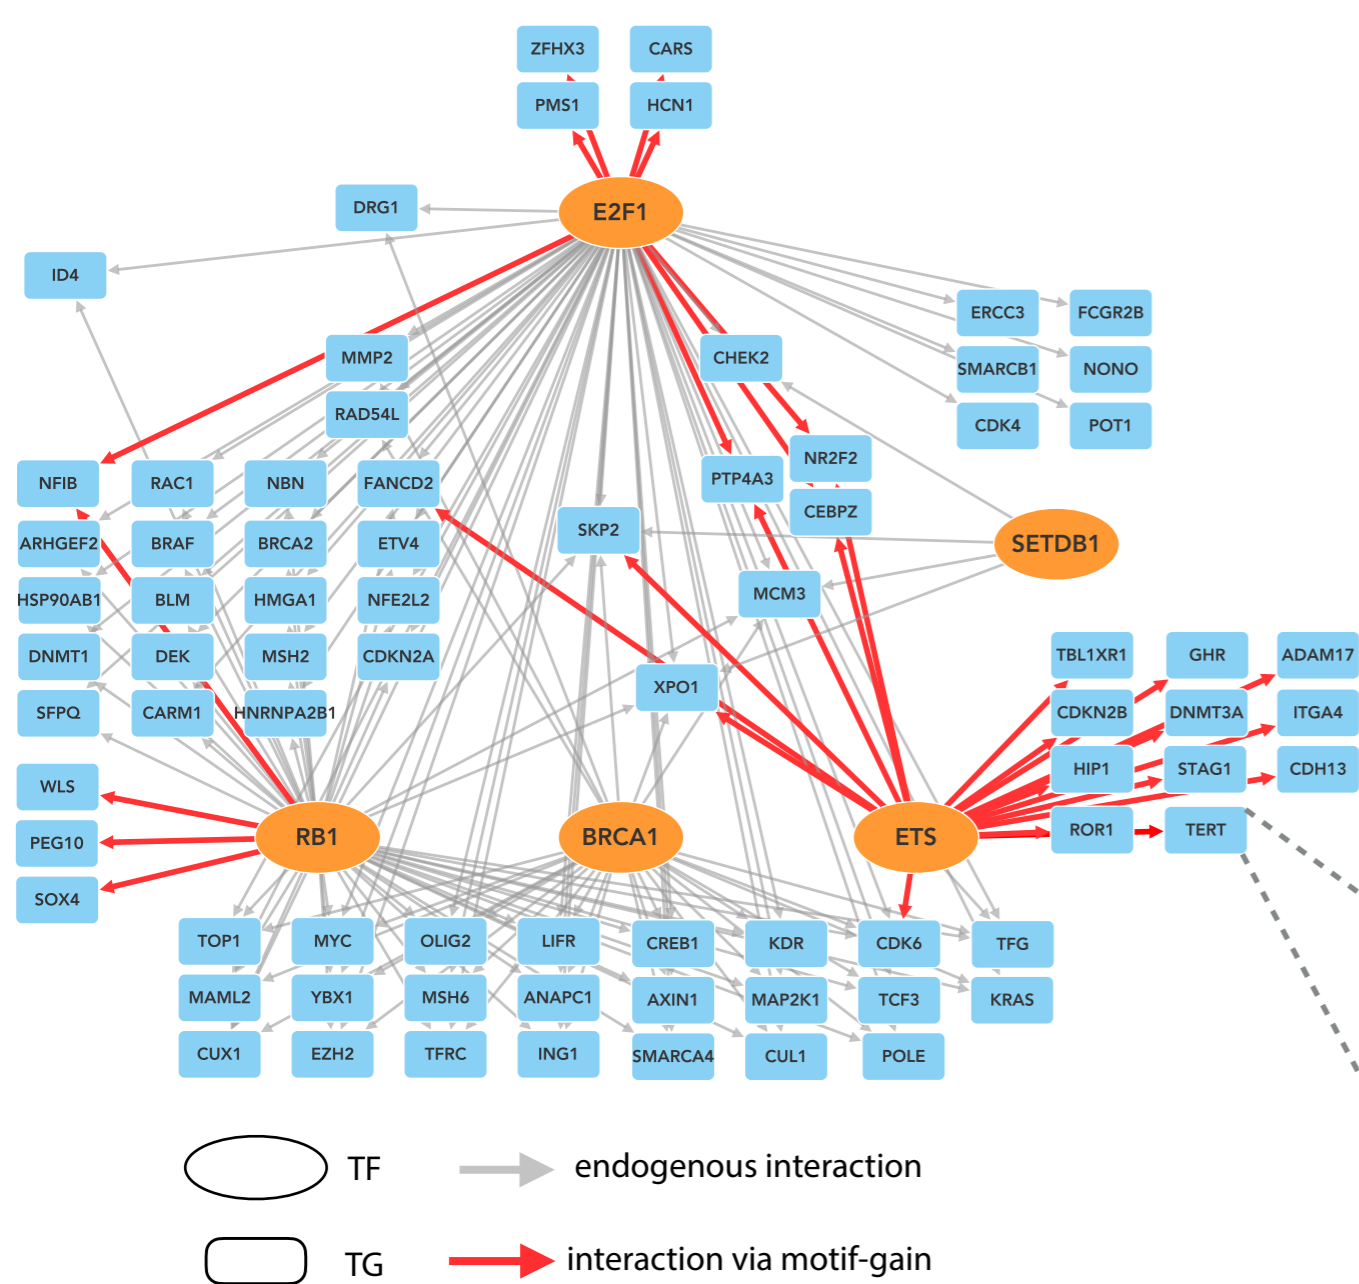 ZFHX3 CARS
PMS1 HCN1
DRG1 E2F1
ID4
ERCC3 FCGR2B
MMP2 CHEK2
SMARCB1 NONO
RAD54L
CDK4 POT1
NR2F2
NFIB RAC1 NBN FANCD2 PTP4A3
CEBPZ
SKP2
ARHGEF2 BRAF BRCA2 ETV4 SETDB1
HSP90AB1 BLM HMGA1 NFE2L2 MCM3
DNMT1 DEK MSH2 CDKN2A TBL1XR1 GHR ADAM17
XPO1
SFPQ CARM1 HNRNPA2B1 CDKN2B DNMT3A ITGA4
HIP1 STAG1 CDH13
WLS
RB1 BRCA1 ETS ROR1 TERT
PEG10
SOX4
TOP1 MYC OLIG2 LIFR CREB1 KDR CDK6 TFG
MAML2 YBX1 MSH6 ANAPC1 AXIN1 MAP2K1 TCF3 KRAS
CUX1 EZH2 TFRC ING1 SMARCA4 CUL1 POLE
TF endogenous interaction
TG interaction via motif-gain